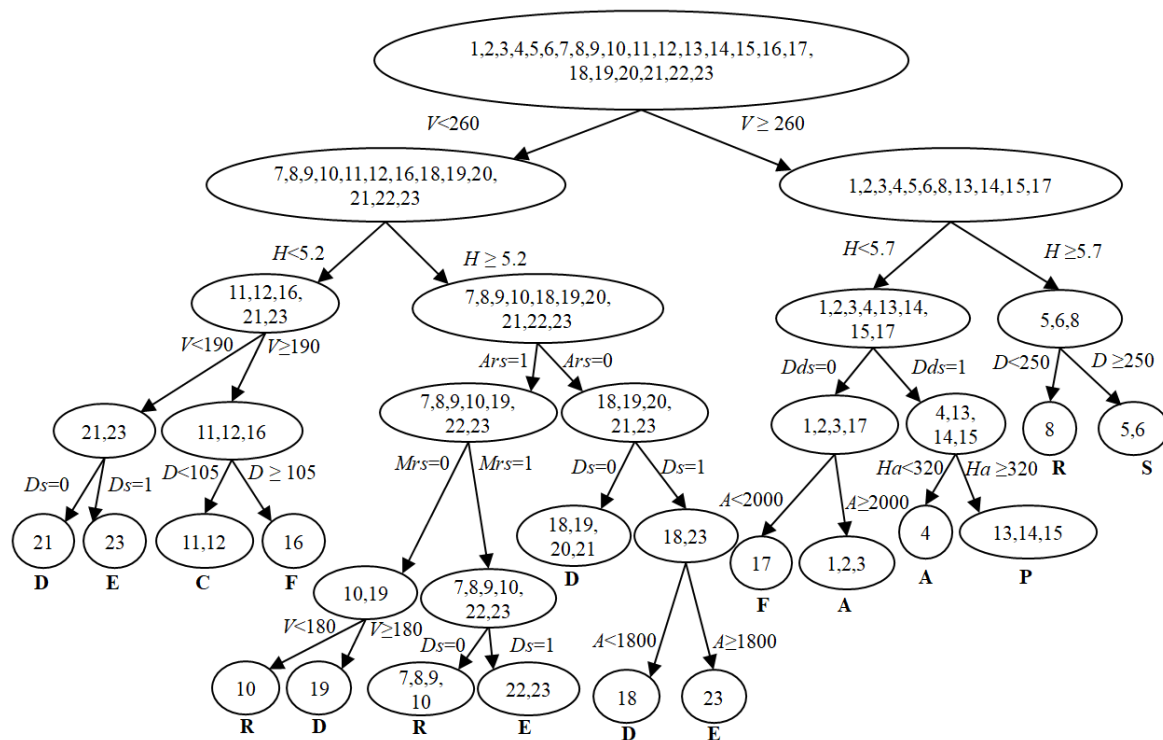 1,2,3,4,5,6,7,8,9,10,11,12,13,14,15,16,17,
18,19,20,21,22,23
V<260
V ≥ 260
7,8,9,10,11,12,16,18,19,20,
21,22,23
1,2,3,4,5,6,8,13,14,15,17
H<5.2
H ≥ 5.2
H<5.7
H ≥5.7
11,12,16,
21,23
7,8,9,10,18,19,20,
21,22,23
1,2,3,4,13,14,
15,17
5,6,8
V<190
V≥190
Ars=1
Ars=0
Dds=0
Dds=1
D<250
D ≥250
21,23
11,12,16
7,8,9,10,19,
22,23
18,19,20,
21,23
1,2,3,17
4,13,
14,15
8
5,6
R
S
Ds=0
Ds=1
D<105
D ≥ 105
Mrs=0
Mrs=1
Ds=0
Ds=1
A<2000
A≥2000
Ha<320
Ha ≥320
21
23
11,12
16
18,19,
20,21
18,23
17
1,2,3
4
13,14,15
D
E
C
F
D
F
A
A
P
10,19
7,8,9,10,
22,23
V<180
V≥180
Ds=0
Ds=1
A<1800
A≥1800
10
19
7,8,9,
10
22,23
18
23
R
D
R
E
D
E